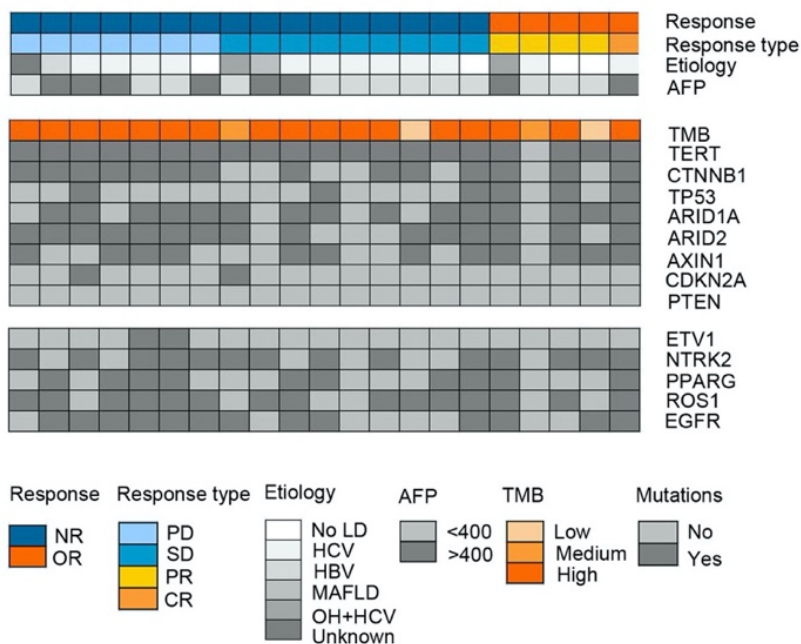 Response
Response type
Etiology
AFP
TMB
TERT
CTNNB1
TP53
ARID1A
ARID2
AXIN1
CDKN2A
PTEN
ETV1
NTRK2
PPARG
ROS1
EGFR
Response
NR
OR
Response type
PD
SD
PR
CR
Etiology
No LD
HCV
HBV
MAFLD
OH+HCV
Unknown
AFP
<400
>400
TMB
Low
Medium
High
Mutations
No
Yes